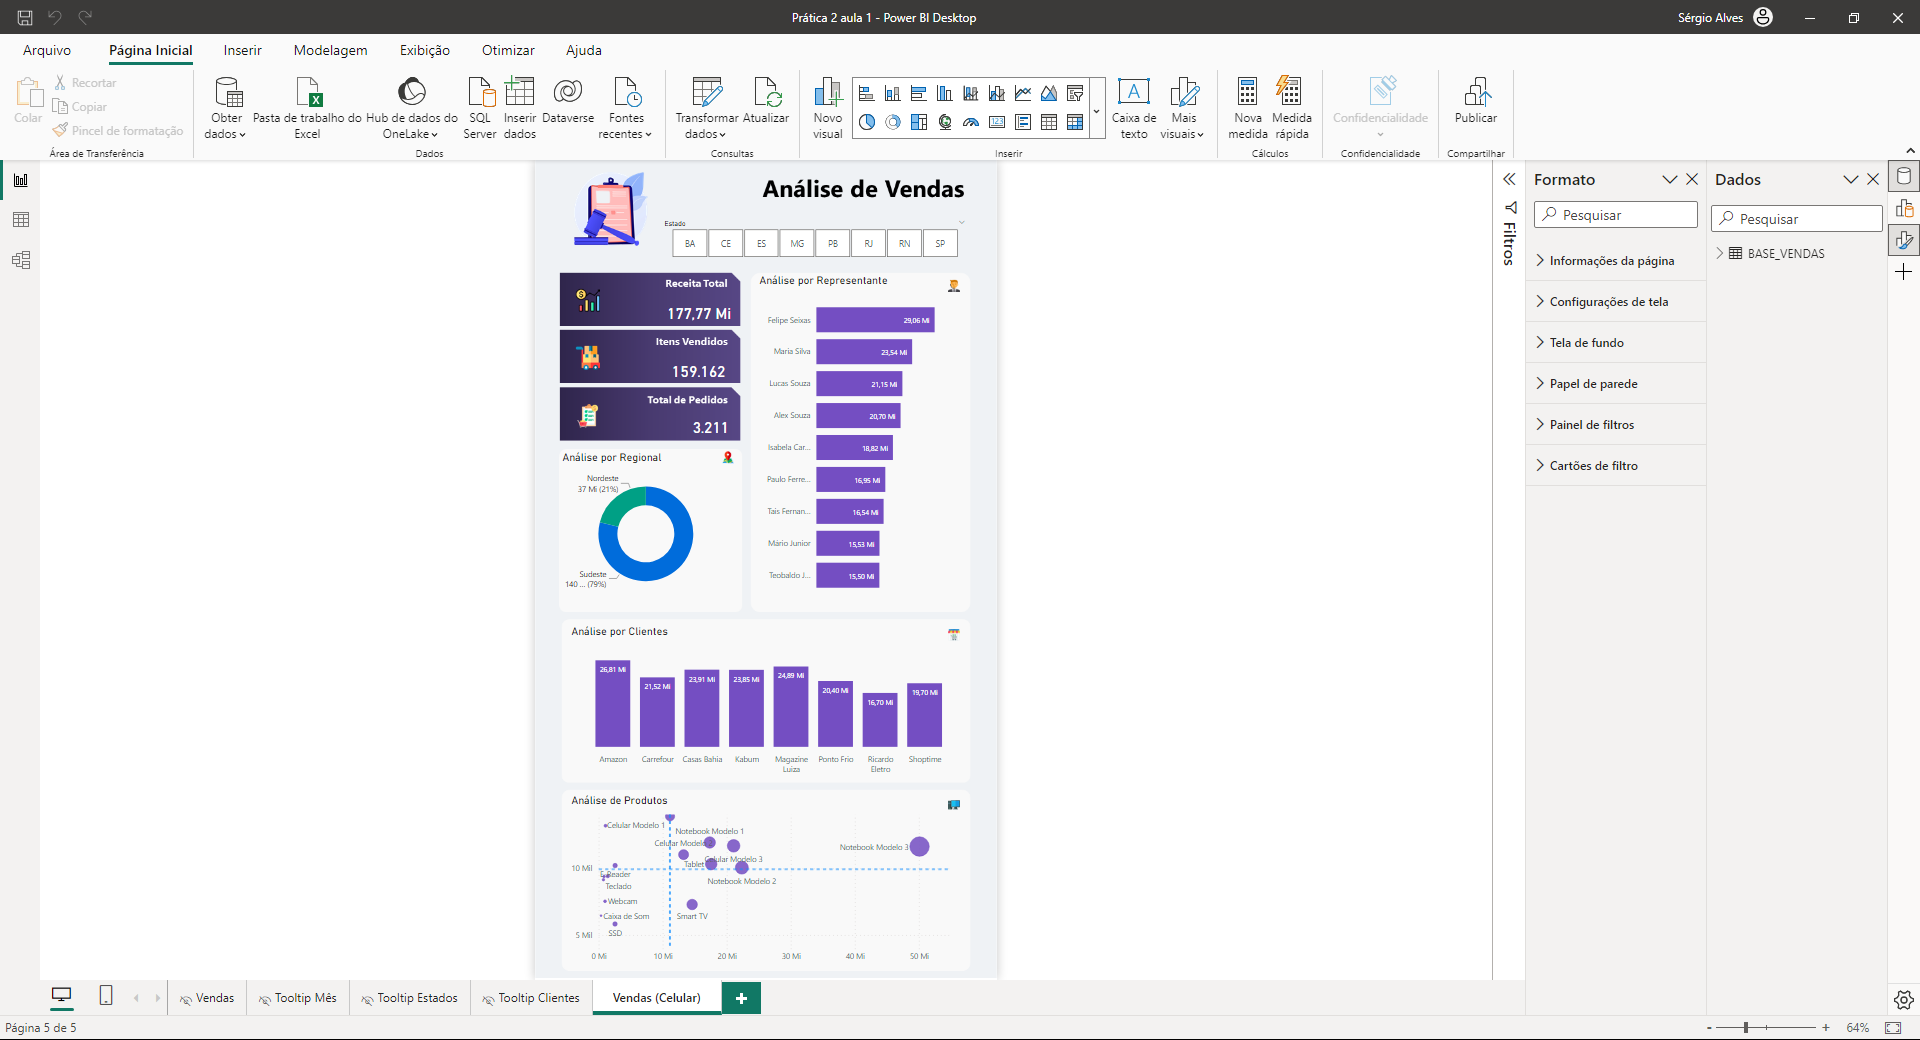 Prática 2 aula 1 - Power BI Desktop
Sérgio Alves
Arquivo
Página Inicial
Inserir
Modelagem
Exibição
Otimizar
Ajuda
Colar
Recortar
Copiar
Pincel de formatação
Área de Transferência
Obter dados
Pasta de trabalho do Excel
Hub de dados do OneLake
SQL Server
Inserir dados
Dataverse
Fontes recentes
Dados
Transformar dados
Atualizar
Consultas
Novo visual
Caixa de texto
Mais visuais
Inserir
Nova medida
Medida rápida
Cálculos
Confidencialidade
Confidencialidade
Publicar
Compartilhar
Análise de Vendas
Estado
BA CE ES MG PB RJ RN SP
Receita Total
177,77 Mi
Itens Vendidos
159.162
Total de Pedidos
3.211
Análise por Regional
Nordeste
37 Mi (21%)
Sudeste
140 ... (79%)
Análise por Representante
Felipe Seixas 29,06 Mi
Maria Silva 23,54 Mi
Lucas Souza 21,15 Mi
Alex Souza 20,70 Mi
Isabela Car... 18,82 Mi
Paulo Ferre... 16,95 Mi
Taís Fernan... 16,54 Mi
Mário Junior 15,53 Mi
Teobaldo J... 15,50 Mi
Análise por Clientes
26,81 Mi 21,52 Mi 23,91 Mi 23,85 Mi 24,89 Mi 20,40 Mi 16,70 Mi 19,70 Mi
Amazon Carrefour Casas Bahia Kabum Magazine Luiza Ponto Frio Ricardo Eletro Shoptime
Análise de Produtos
Celular Modelo 1
Notebook Modelo 1
Celular Modelo
Notebook Modelo 3
Tablet
Celular Modelo 3
10 Mil
Reader
Notebook Modelo 2
Teclado
Webcam
Caixa de Som
Smart TV
SSD
5 Mil
0 Mi 10 Mi 20 Mi 30 Mi 40 Mi 50 Mi
Filtros
Formato
Pesquisar
Informações da página
Configurações de tela
Tela de fundo
Papel de parede
Painel de filtros
Cartões de filtro
Dados
Pesquisar
BASE_VENDAS
Vendas
Tooltip Mês
Tooltip Estados
Tooltip Clientes
Vendas (Celular)
Página 5 de 5
64%